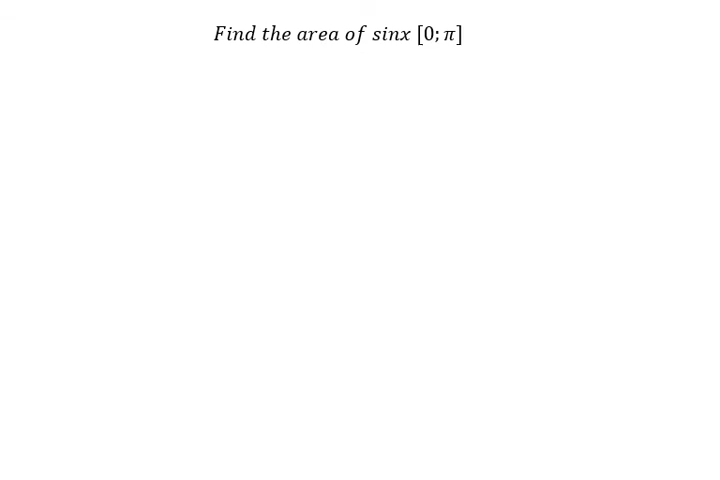 Find the area of sinx [0; π]